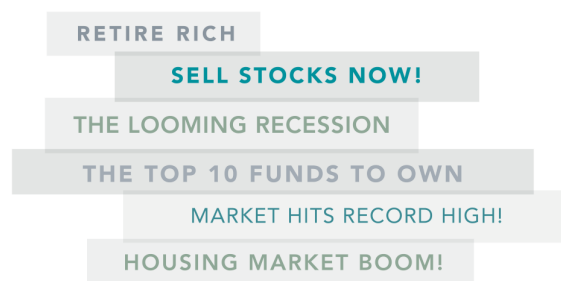 RETIRE RICH
SELL STOCKS NOW!
THE LOOMING RECESSION
THE TOP 10 FUNDS TO OWN
MARKET HITS RECORD HIGH!
HOUSING MARKET BOOM!